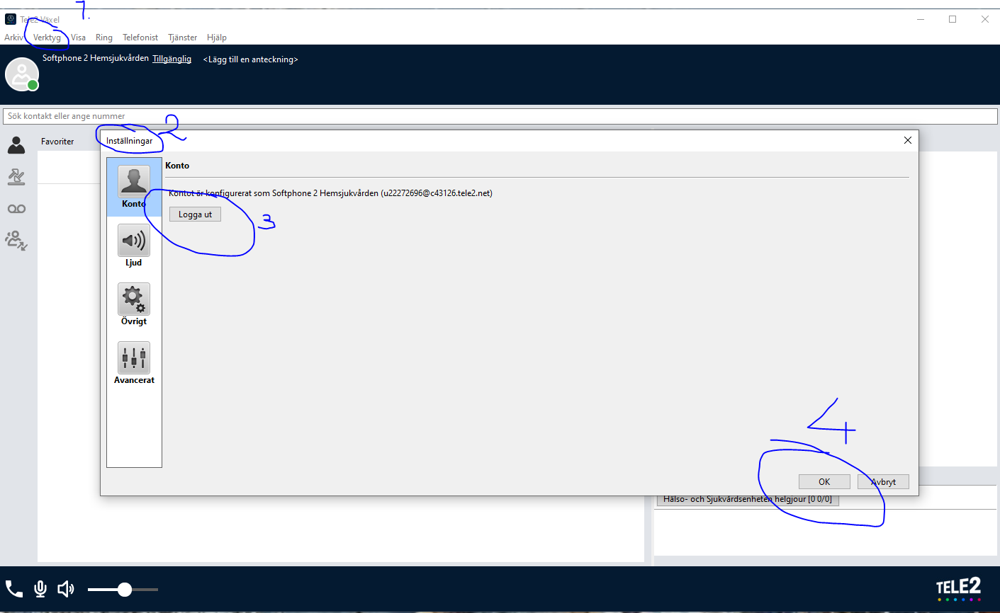 1.
Tele2 Växel
Arkiv Verktyg Visa Ring Telefonist Tjänster Hjälp
Softphone 2 Hemsjukvården Tillgänglig <Lägg till en anteckning>
Sök kontakt eller ange nummer
2
Favoriter
Inställningar
Konto
Konto
Kontot är konfigurerat som Softphone 2 Hemsjukvården (u22272696@c43126.tele2.net)
Logga ut
3
Ljud
Övrigt
Avancerat
4
OK Avbryt
Hälso- och Sjukvårdsenheten helgjour [0 0/0]
TELE2